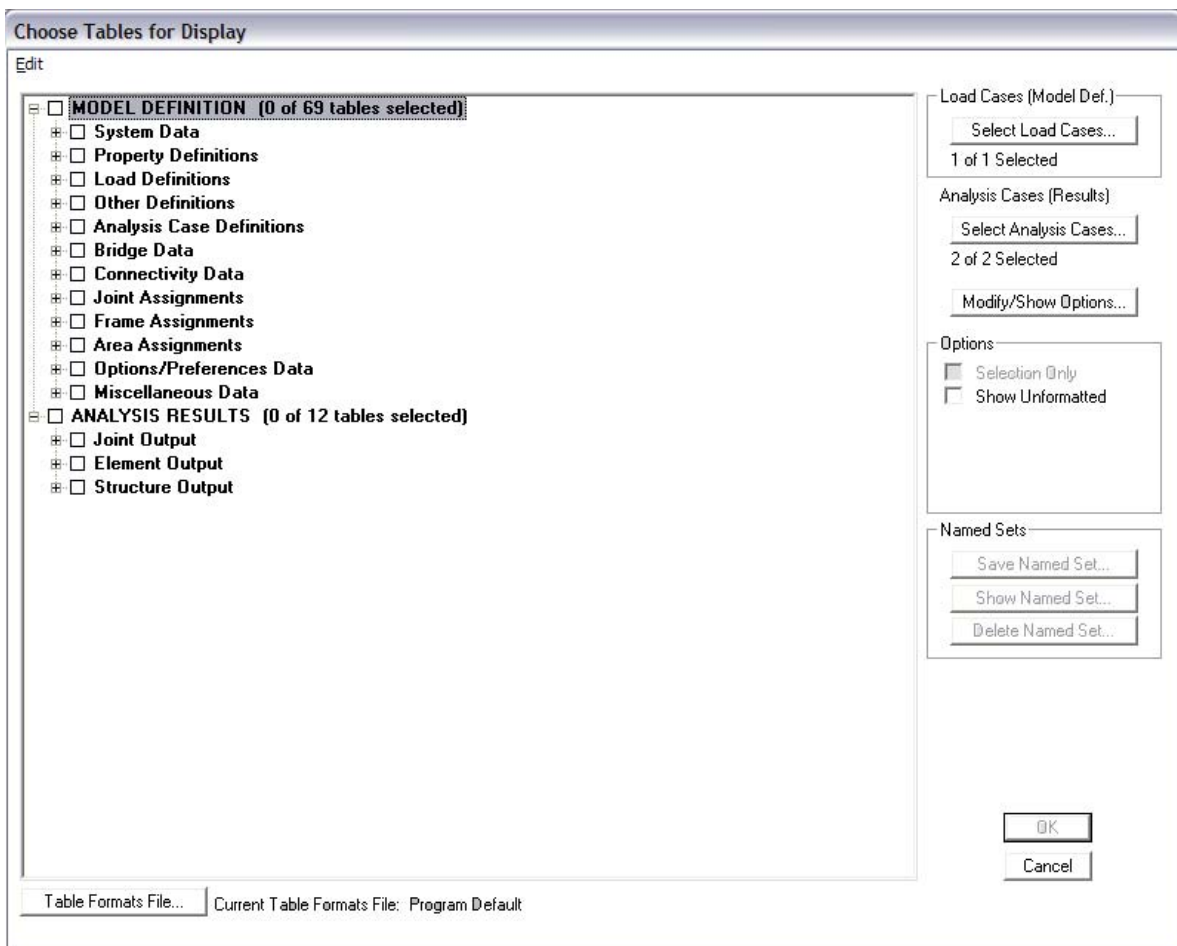 Choose Tables for Display
Edit
MODEL DEFINITION (0 of 69 tables selected)
System Data
Property Definitions
Load Definitions
Other Definitions
Analysis Case Definitions
Bridge Data
Connectivity Data
Joint Assignments
Frame Assignments
Area Assignments
Options/Preferences Data
Miscellaneous Data
ANALYSIS RESULTS (0 of 12 tables selected)
Joint Output
Element Output
Structure Output
Load Cases (Model Def.)
Select Load Cases...
1 of 1 Selected
Analysis Cases (Results)
Select Analysis Cases...
2 of 2 Selected
Modify/Show Options...
Options
Selection Only
Show Unformatted
Named Sets
Save Named Set...
Show Named Set...
Delete Named Set...
OK
Cancel
Table Formats File...
Current Table Formats File: Program Default